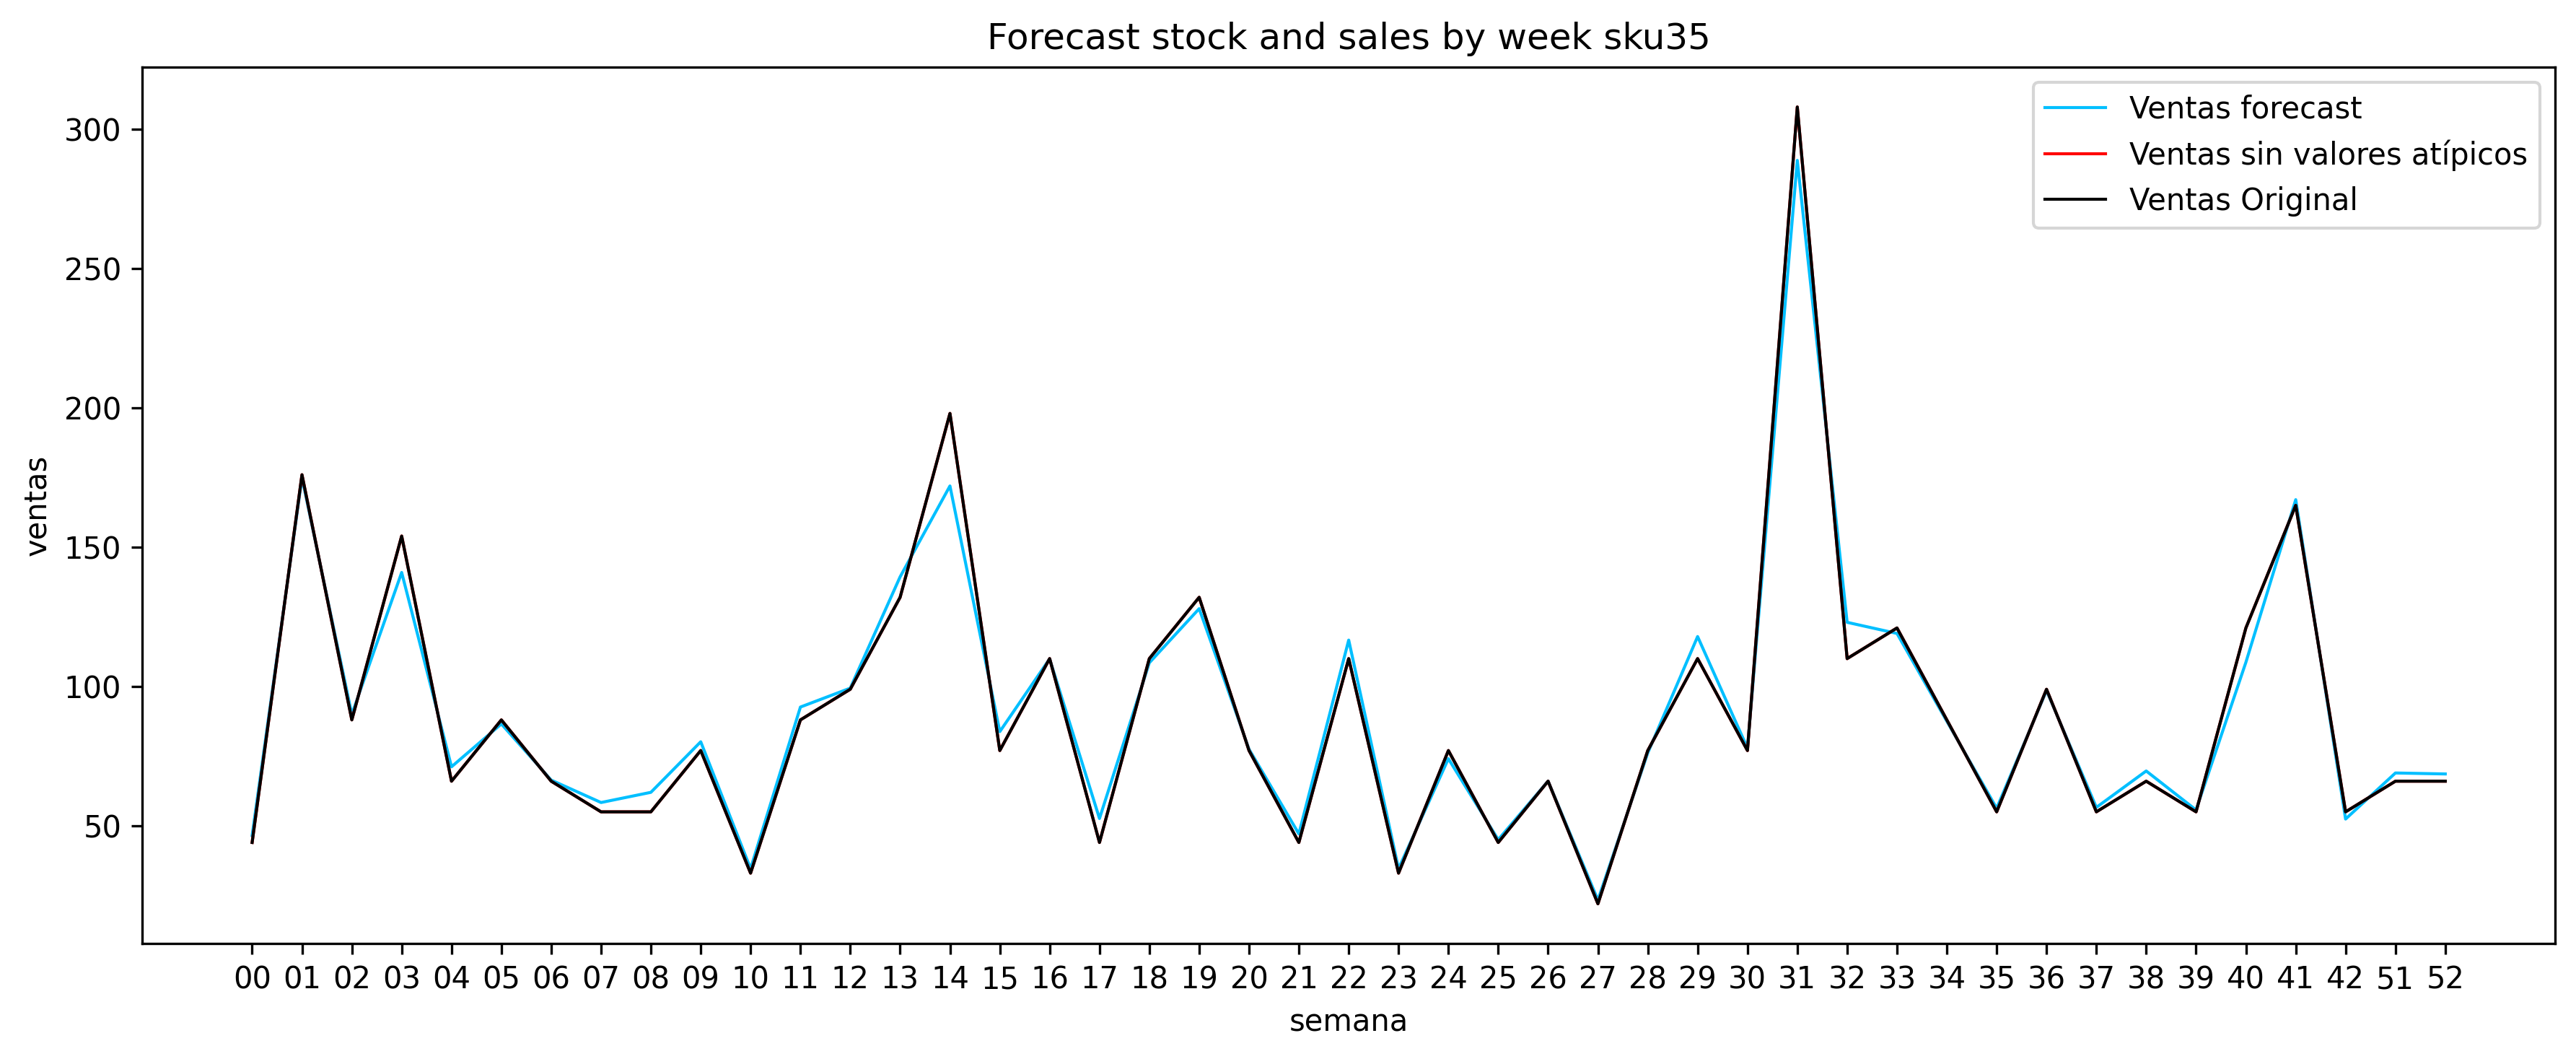 Forecast stock and sales by week sku35
Ventas forecast
Ventas sin valores atípicos
Ventas Original
300
250
200
150
100
50
ventas
00 01 02 03 04 05 06 07 08 09 10 11 12 13 14 15 16 17 18 19 20 21 22 23 24 25 26 27 28 29 30 31 32 33 34 35 36 37 38 39 40 41 42 51 52
semana